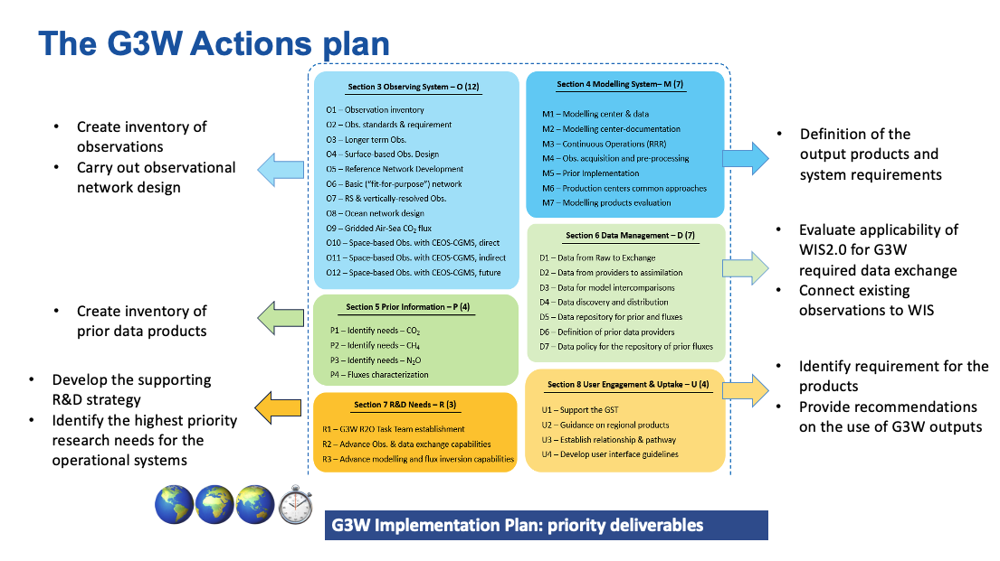 The G3W Actions plan
• Create inventory of
observations
• Carry out observational
network design
• Create inventory of
prior data products
• Develop the supporting
R&D strategy
• Identify the highest priority
research needs for the
operational systems
Section 3 Observing System – O (12)
O1 – Observation inventory
O2 – Obs. standards & requirement
O3 – Longer term Obs.
O4 – Surface-based Obs. Design
O5 – Reference Network Development
O6 – Basic (“fit-for-purpose”) network
O7 – RS & vertically-resolved Obs.
O8 – Ocean network design
O9 – Gridded Air-Sea CO₂ flux
O10 – Space-based Obs. with CEOS-CGMS, direct
O11 – Space-based Obs. with CEOS-CGMS, indirect
O12 – Space-based Obs. with CEOS-CGMS, future
Section 5 Prior Information – P (4)
P1 – Identify needs – CO₂
P2 – Identify needs – CH₄
P3 – Identify needs – N₂O
P4 – Fluxes characterization
Section 7 R&D Needs – R (3)
R1 – G3W R2O Task Team establishment
R2 – Advance Obs. & data exchange capabilities
R3 – Advance modelling and flux inversion capabilities
Section 4 Modelling System– M (7)
M1 – Modelling center & data
M2 – Modelling center-documentation
M3 – Continuous Operations (RRR)
M4 – Obs. acquisition and pre-processing
M5 – Prior Implementation
M6 – Production centers common approaches
M7 – Modelling products evaluation
Section 6 Data Management – D (7)
D1 – Data from Raw to Exchange
D2 – Data from providers to assimilation
D3 – Data for model intercomparisons
D4 – Data discovery and distribution
D5 – Data repository for prior and fluxes
D6 – Definition of prior data providers
D7 – Data policy for the repository of prior fluxes
Section 8 User Engagement & Uptake – U (4)
U1 – Support the GST
U2 – Guidance on regional products
U3 – Establish relationship & pathway
U4 – Develop user interface guidelines
• Definition of the
output products and
system requirements
• Evaluate applicability of
WIS2.0 for G3W
required data exchange
• Connect existing
observations to WIS
• Identify requirement for the
products
• Provide recommendations
on the use of G3W outputs
G3W Implementation Plan: priority deliverables